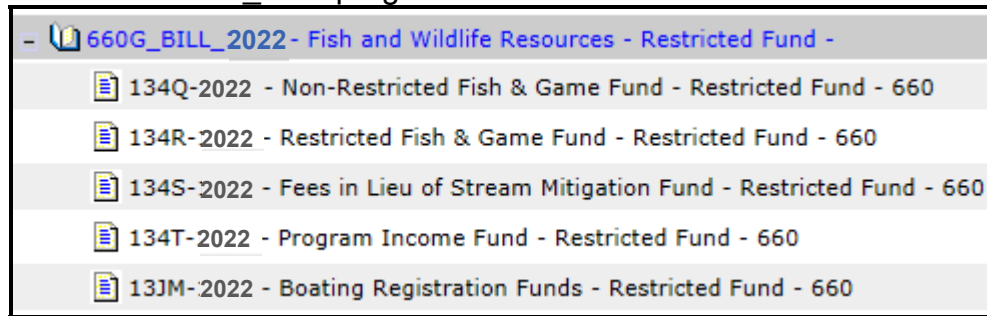 - 660G_BILL_2022 - Fish and Wildlife Resources - Restricted Fund -
134Q-2022 - Non-Restricted Fish & Game Fund - Restricted Fund - 660
134R-2022 - Restricted Fish & Game Fund - Restricted Fund - 660
134S-2022 - Fees in Lieu of Stream Mitigation Fund - Restricted Fund - 660
134T-2022 - Program Income Fund - Restricted Fund - 660
13JM-2022 - Boating Registration Funds - Restricted Fund - 660